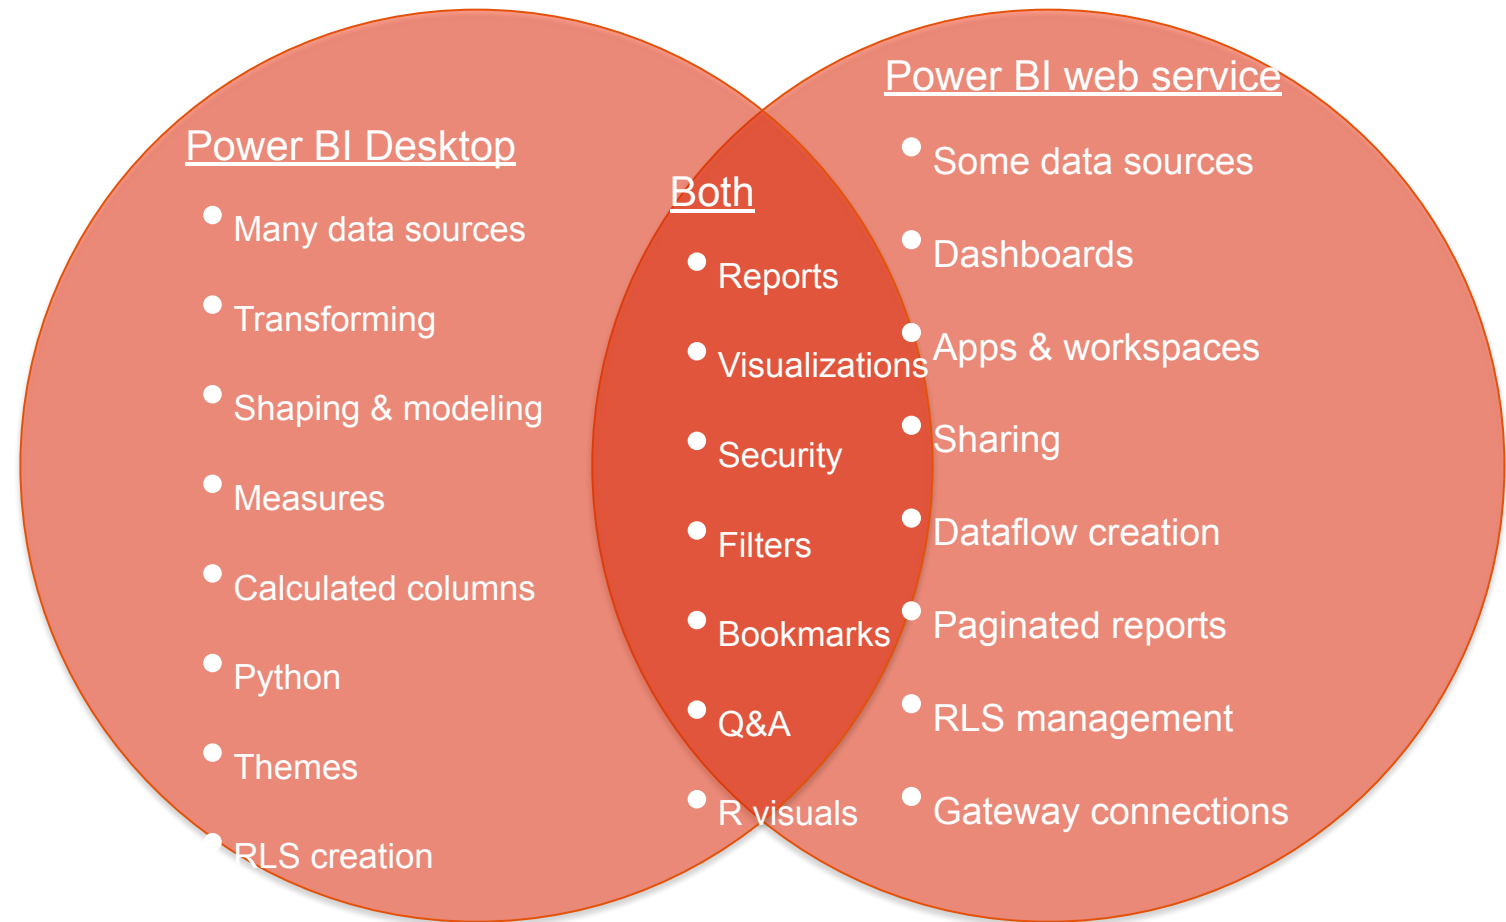 Power BI Desktop
Many data sources
Transforming
Shaping & modeling
Measures
Calculated columns
Python
Themes
RLS creation
Both
Reports
Visualizations
Security
Filters
Bookmarks
Q&A
R visuals
Power BI web service
Some data sources
Dashboards
Apps & workspaces
Sharing
Dataflow creation
Paginated reports
RLS management
Gateway connections